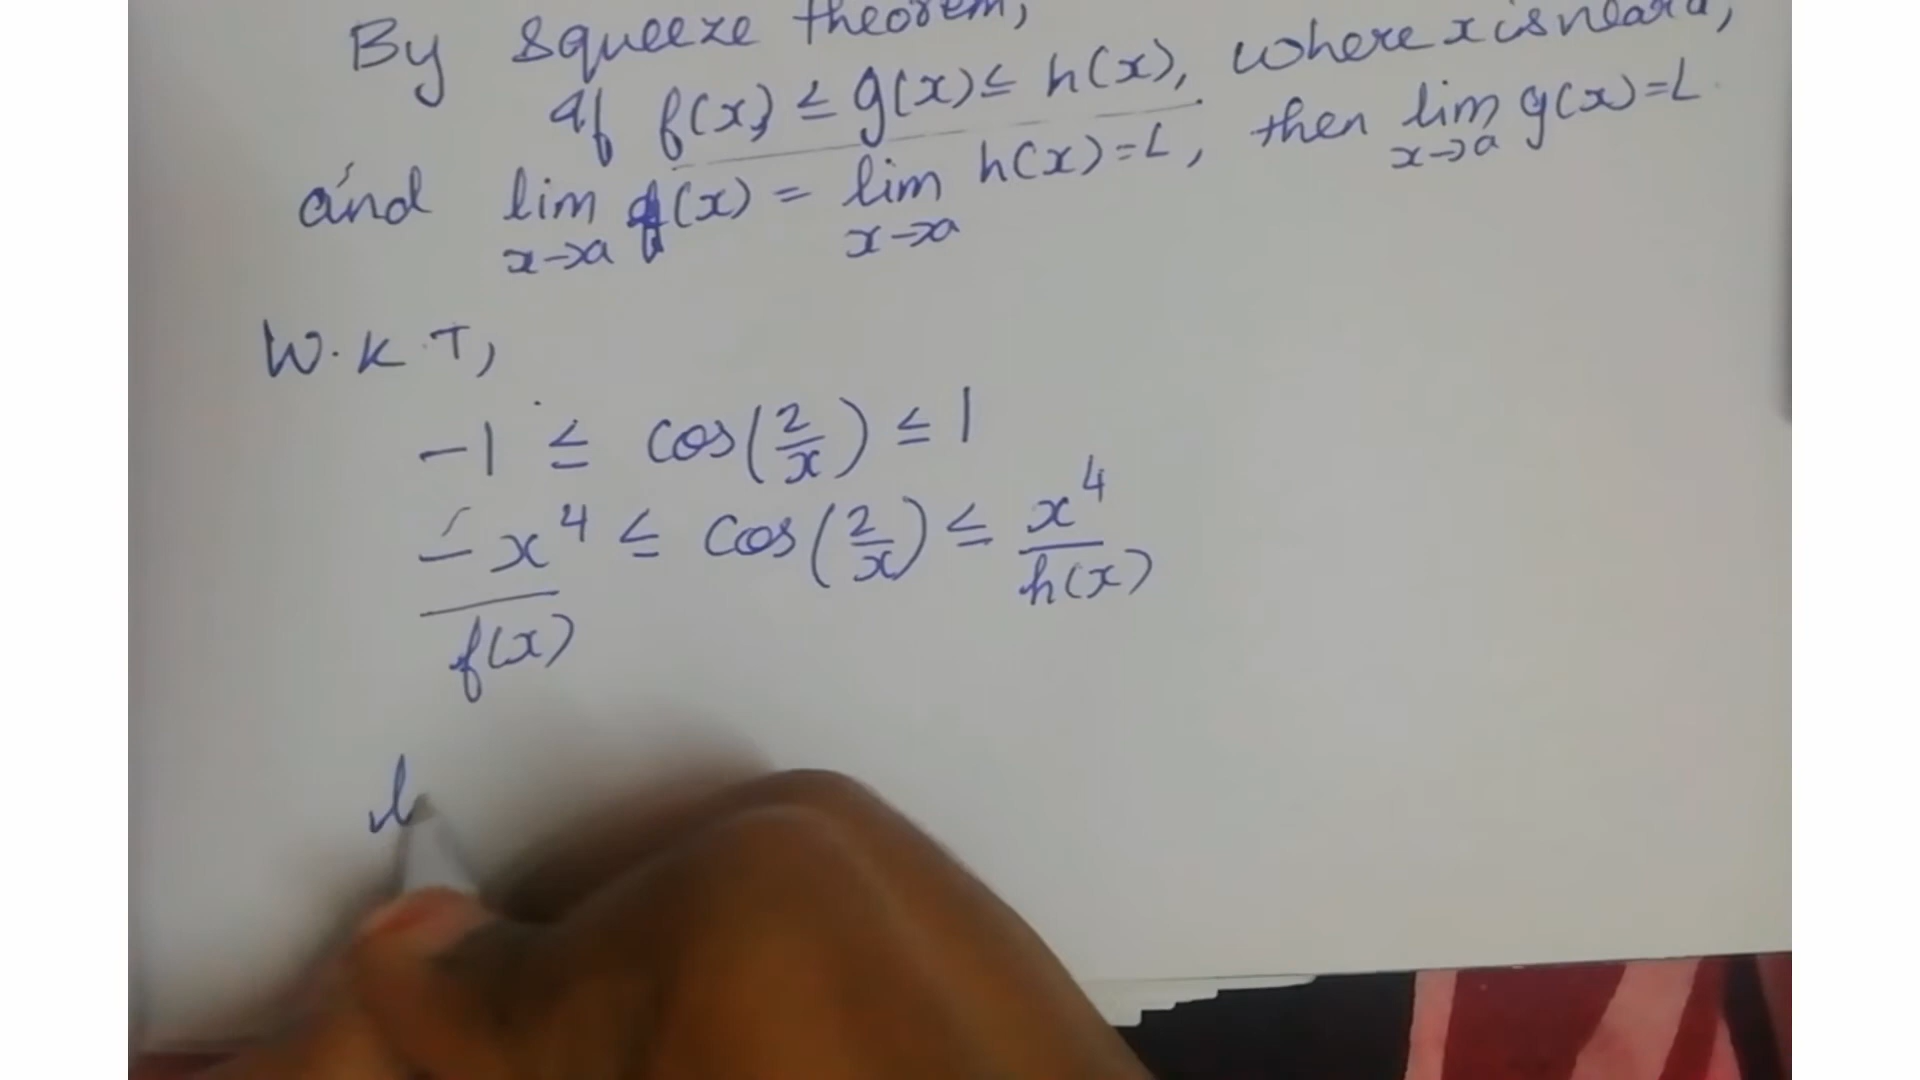 By squeeze theorem,
If f(x) ≤ g(x) ≤ h(x), where x is near a,
and lim x→a f(x) = lim x→a h(x) = L, then lim x→a g(x) = L
W.K.T,
-1 ≤ cos(2/x) ≤ 1
-x⁴ ≤ cos(2/x) ≤ x⁴
f(x) h(x)